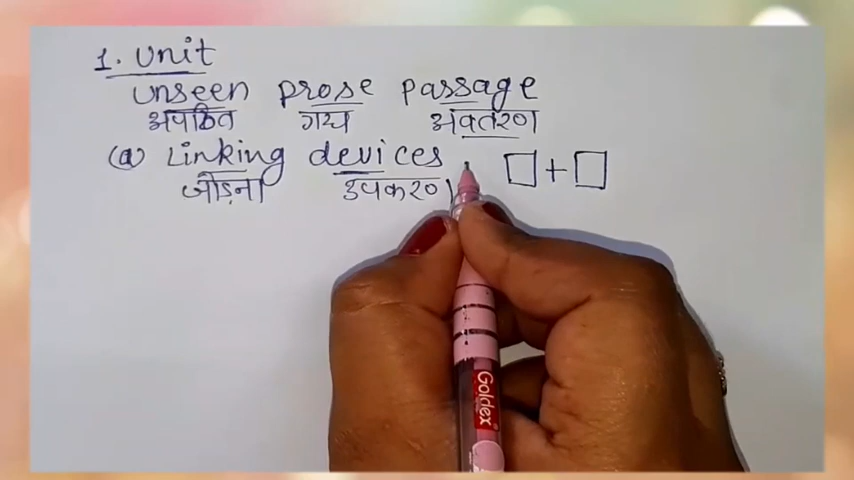 1. Unit
unseen prose passage
अपठित गद्य अवतरण
(a) Linking devices □+□
जोड़ना उपकरण
Goldex